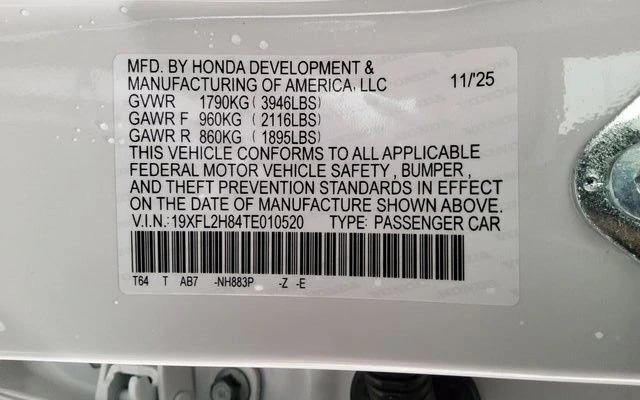 MFD. BY HONDA DEVELOPMENT &
MANUFACTURING OF AMERICA, LLC 11/'25
GVWR 1790KG ( 3946LBS)
GAWR F 960KG ( 2116LBS)
GAWR R 860KG ( 1895LBS)
THIS VEHICLE CONFORMS TO ALL APPLICABLE
FEDERAL MOTOR VEHICLE SAFETY , BUMPER ,
AND THEFT PREVENTION STANDARDS IN EFFECT
ON THE DATE OF MANUFACTURE SHOWN ABOVE.
V.I.N.:19XFL2H84TE010520 TYPE: PASSENGER CAR
T64 T AB7 -NH883P -Z -E